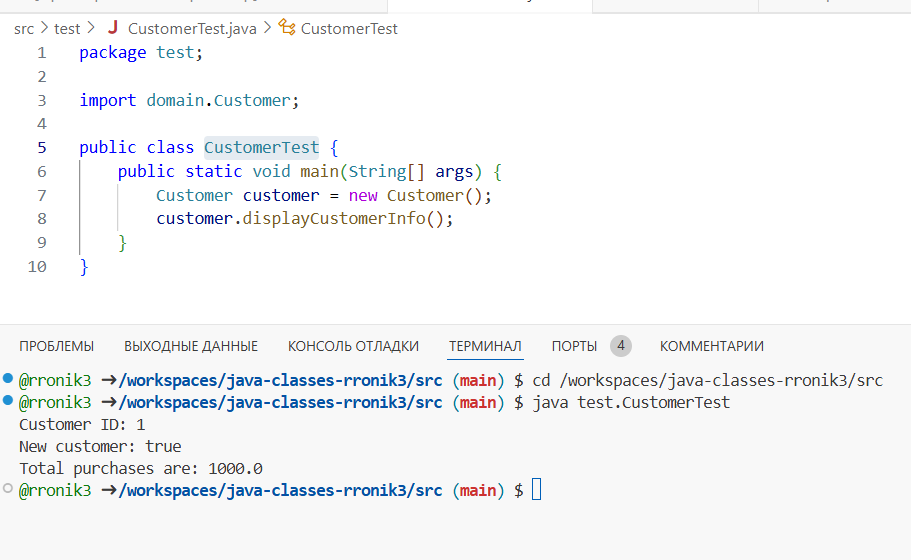 src > test > J CustomerTest.java > CustomerTest
1 package test;
2
3 import domain.Customer;
4
5 public class CustomerTest {
6 public static void main(String[] args) {
7 Customer customer = new Customer();
8 customer.displayCustomerInfo();
9 }
10 }
ПРОБЛЕМЫ ВЫХОДНЫЕ ДАННЫЕ КОНСОЛЬ ОТЛАДКИ ТЕРМИНАЛ ПОРТЫ 4 КОММЕНТАРИИ
@rronik3 ➜/workspaces/java-classes-rronik3/src (main) $ cd /workspaces/java-classes-rronik3/src
@rronik3 ➜/workspaces/java-classes-rronik3/src (main) $ java test.CustomerTest
Customer ID: 1
New customer: true
Total purchases are: 1000.0
@rronik3 ➜/workspaces/java-classes-rronik3/src (main) $